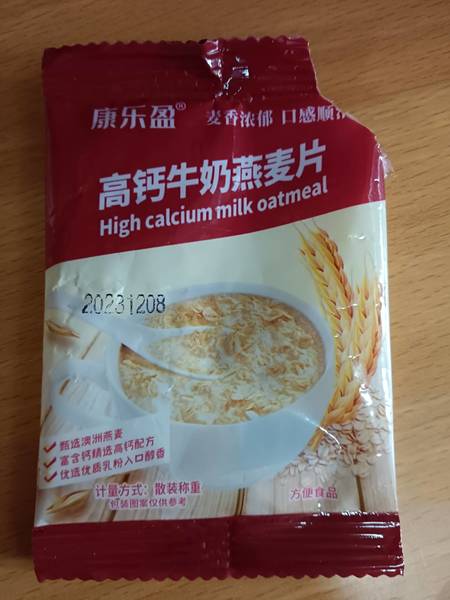 康乐盈®
麦香浓郁 口感顺
高钙牛奶燕麦片
High calcium milk oatmeal
20231208
甄选澳洲燕麦
富含钙精选高钙配方
优选优质乳粉入口醇香
计量方式：散装称重
包装图案仅供参考
方便食品